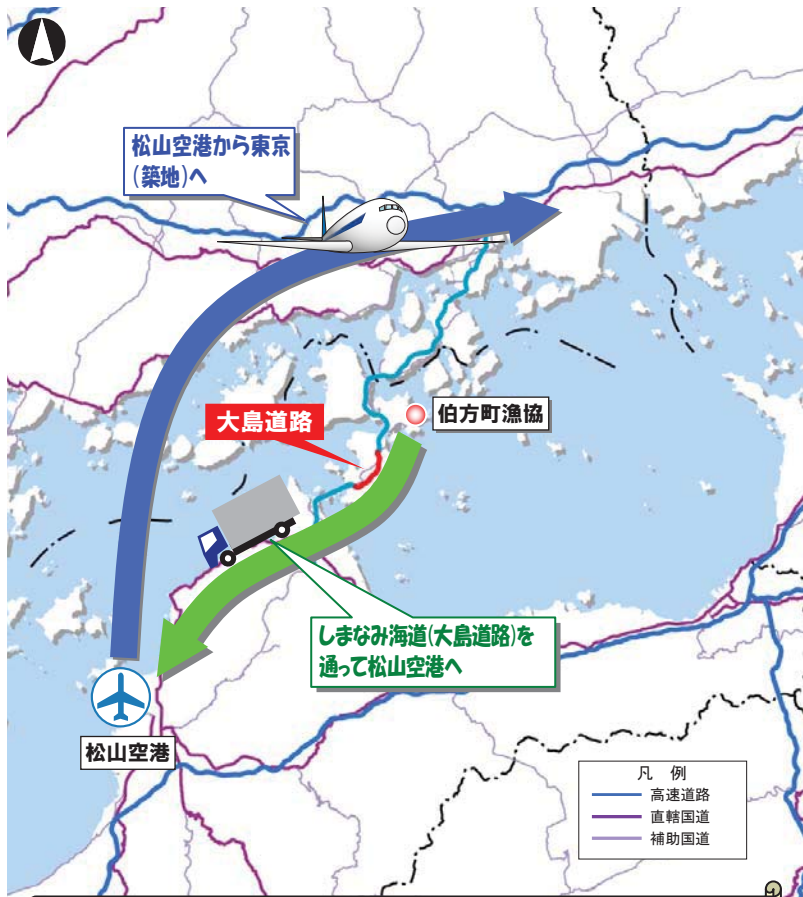 松山空港から東京
(築地)へ
大島道路
伯方町漁協
しまなみ海道(大島道路)を
通って松山空港へ
松山空港
凡 例
高速道路
直轄国道
補助国道